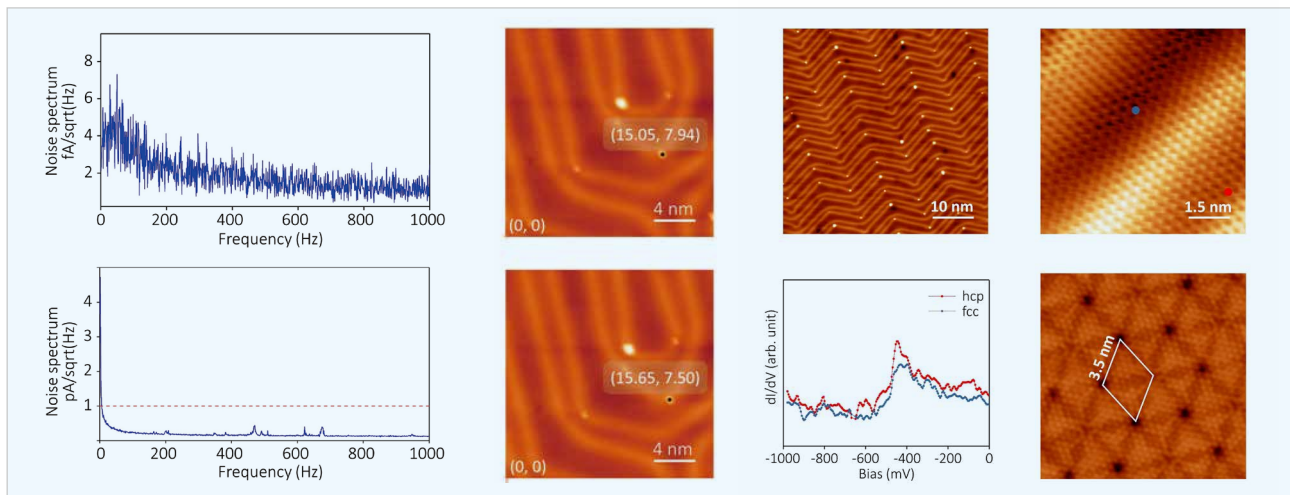 Noise spectrum
fA/sqrt(Hz)
8
6
4
2
0
200
400
600
800
1000
Frequency (Hz)
(15.05, 7.94)
4 nm
(0, 0)
10 nm
1.5 nm
Noise spectrum
pA/sqrt(Hz)
4
3
2
1
0
200
400
600
800
1000
Frequency (Hz)
(15.65, 7.50)
4 nm
(0, 0)
dI/dV (arb. unit)
hcp
fcc
-1000
-800
-600
-400
-200
0
Bias (mV)
3.5 nm